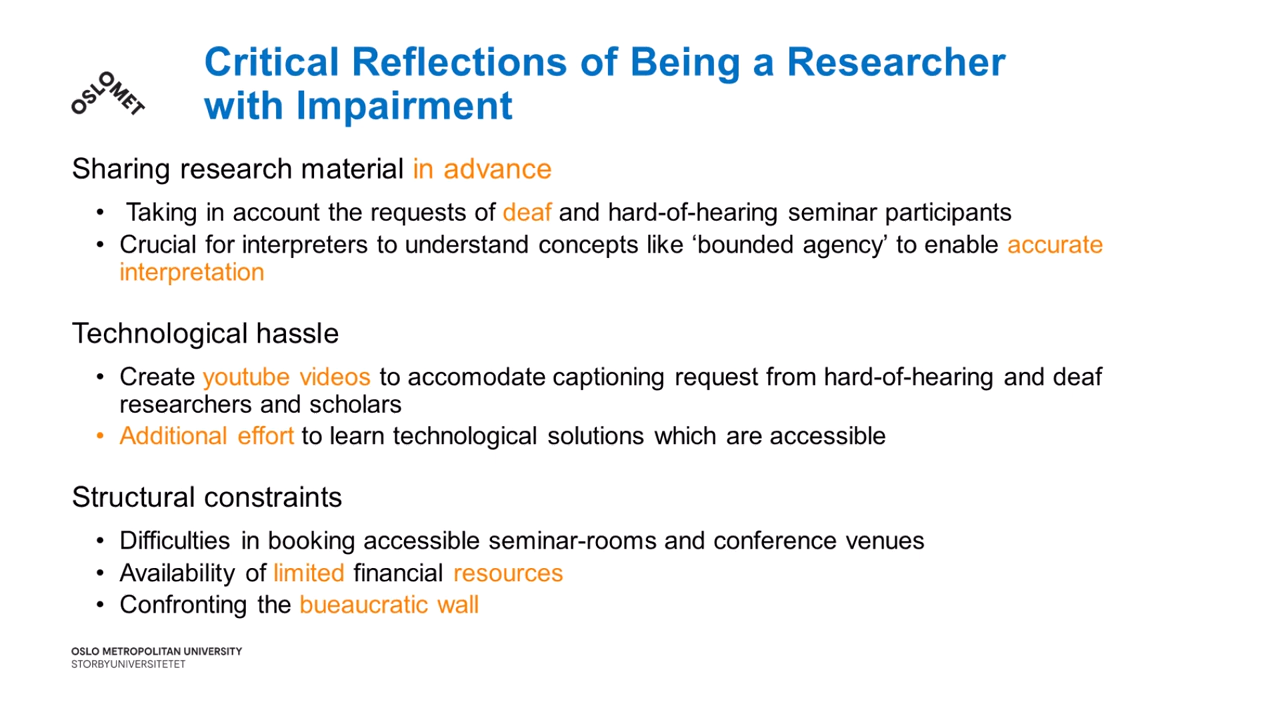 Critical Reflections of Being a Researcher
with Impairment
OSLOMET
Sharing research material in advance
• Taking in account the requests of deaf and hard-of-hearing seminar participants
• Crucial for interpreters to understand concepts like ‘bounded agency’ to enable accurate
interpretation
Technological hassle
• Create youtube videos to accomodate captioning request from hard-of-hearing and deaf
researchers and scholars
• Additional effort to learn technological solutions which are accessible
Structural constraints
• Difficulties in booking accessible seminar-rooms and conference venues
• Availability of limited financial resources
• Confronting the bueaucratic wall
OSLO METROPOLITAN UNIVERSITY
STORBYUNIVERSITETET